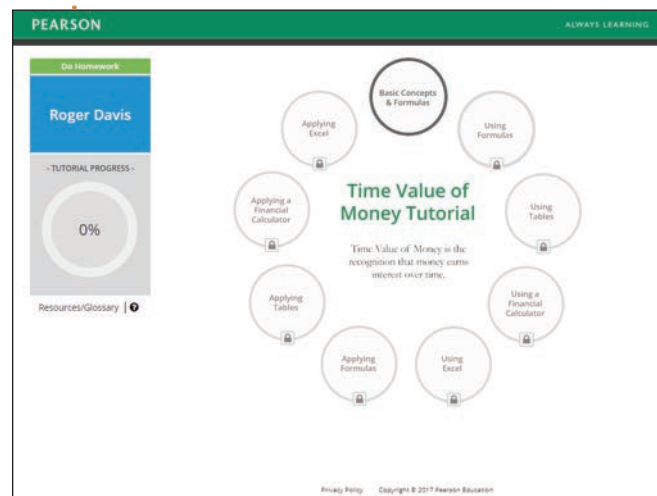 PEARSON
ALWAYS LEARNING
Do Homework
Roger Davis
- TUTORIAL PROGRESS -
0%
Resources/Glossary | ?
Basic Concepts
& Formulas
Using
Formulas
Using
Tables
Using a
Financial
Calculator
Using
Excel
Applying
Formulas
Applying
Tables
Applying a
Financial
Calculator
Applying
Excel
Time Value of
Money Tutorial
Time Value of Money is the
recognition that money earns
interest over time.
Privacy Policy
Copyright © 2017 Pearson Education